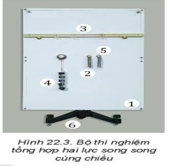 3
5
2
4
1
6
Hình 22.3. Bộ thí nghiệm
tổng hợp hai lực song song
cùng chiều